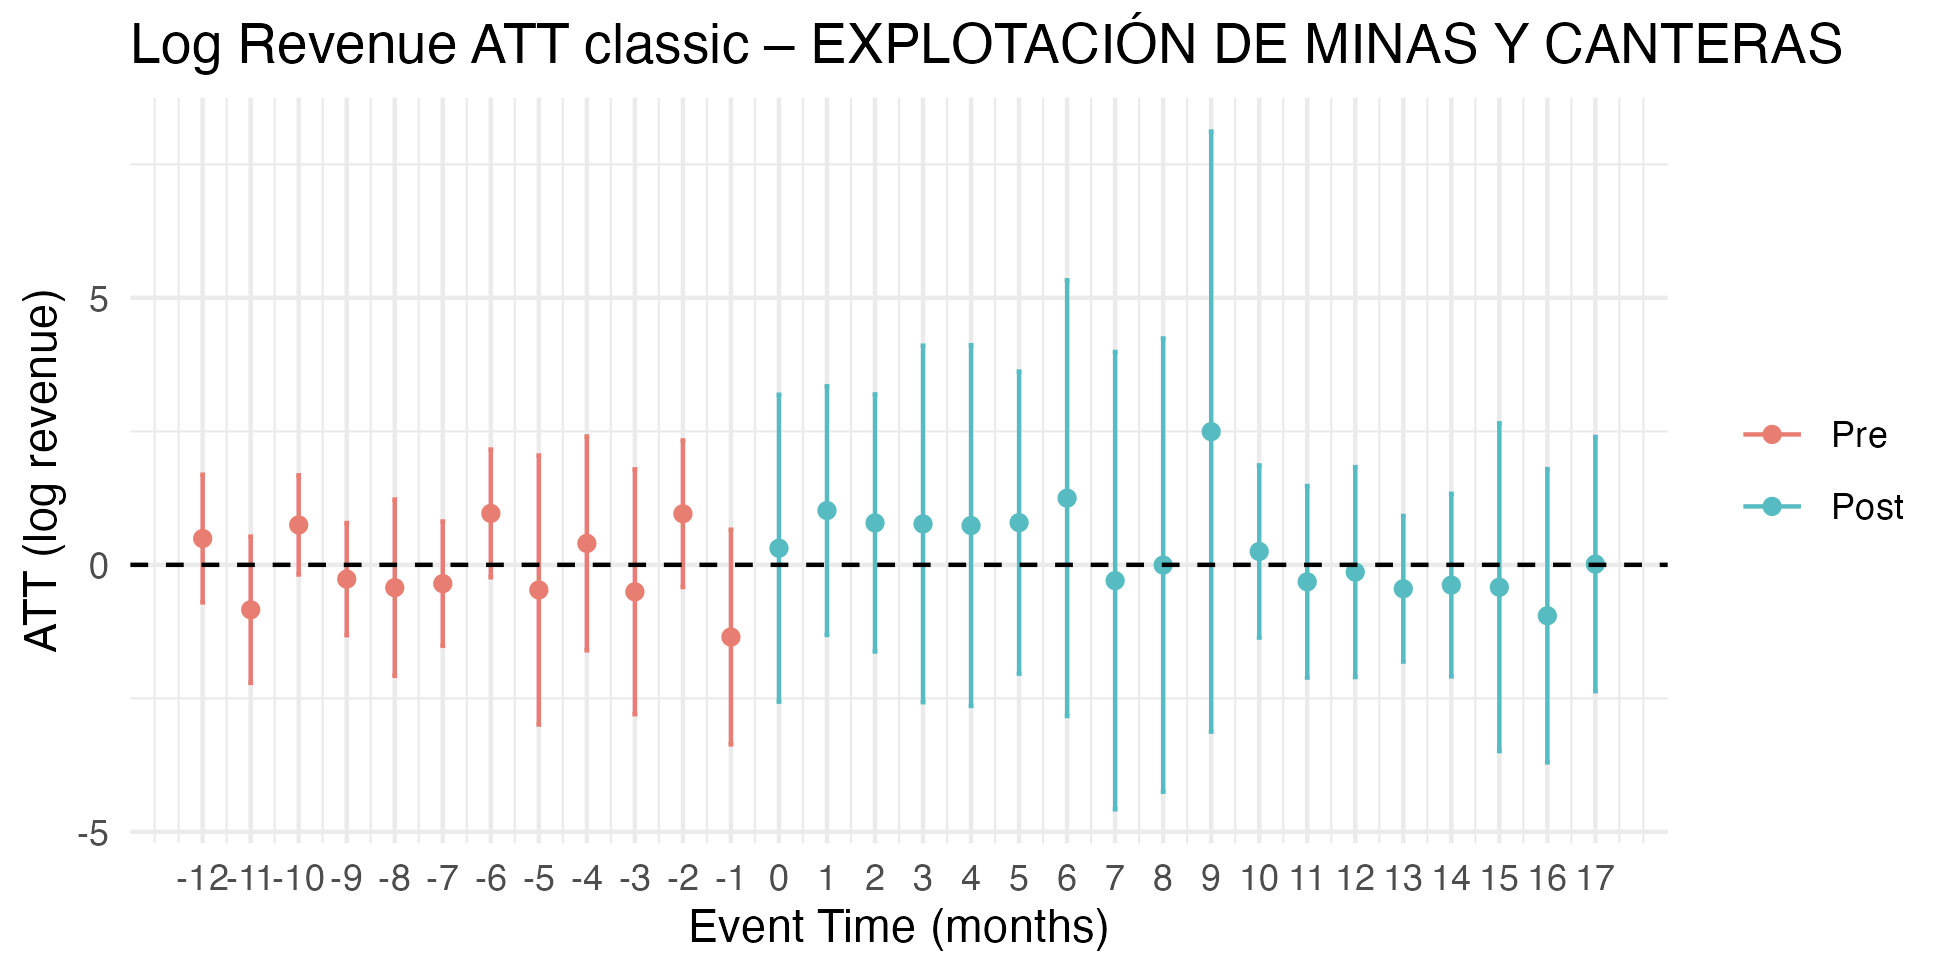 Log Revenue ATT classic – EXPLOTACIÓN DE MINAS Y CANTERAS
ATT (log revenue)
5
0
-5
-12 -11 -10 -9 -8 -7 -6 -5 -4 -3 -2 -1 0 1 2 3 4 5 6 7 8 9 10 11 12 13 14 15 16 17
Event Time (months)
Pre
Post